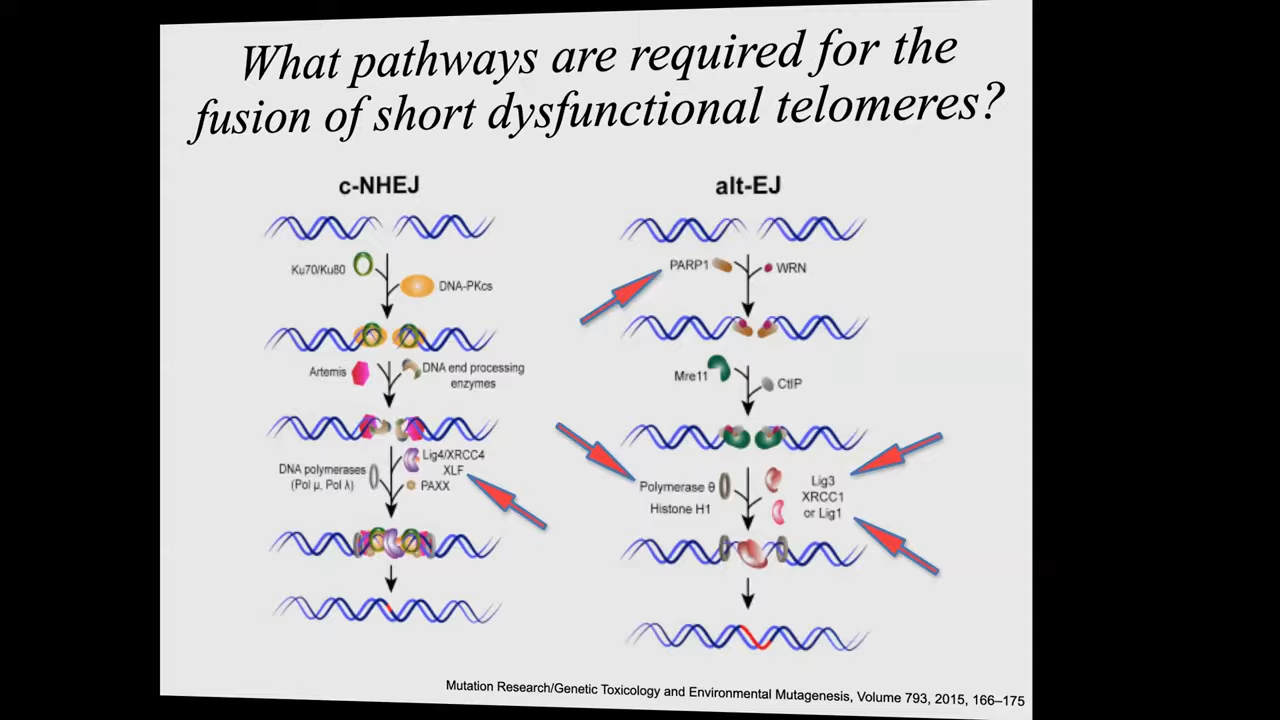 What pathways are required for the
fusion of short dysfunctional telomeres?
c-NHEJ
Ku70/Ku80
DNA-PKcs
Artemis
DNA end processing
enzymes
DNA polymerases
(Pol μ, Pol λ)
Lig4/XRCC4
XLF
PAXX
alt-EJ
PARP1
WRN
Mre11
CtIP
Polymerase θ
Histone H1
Lig3
XRCC1
or Lig1
Mutation Research/Genetic Toxicology and Environmental Mutagenesis, Volume 793, 2015, 166–175